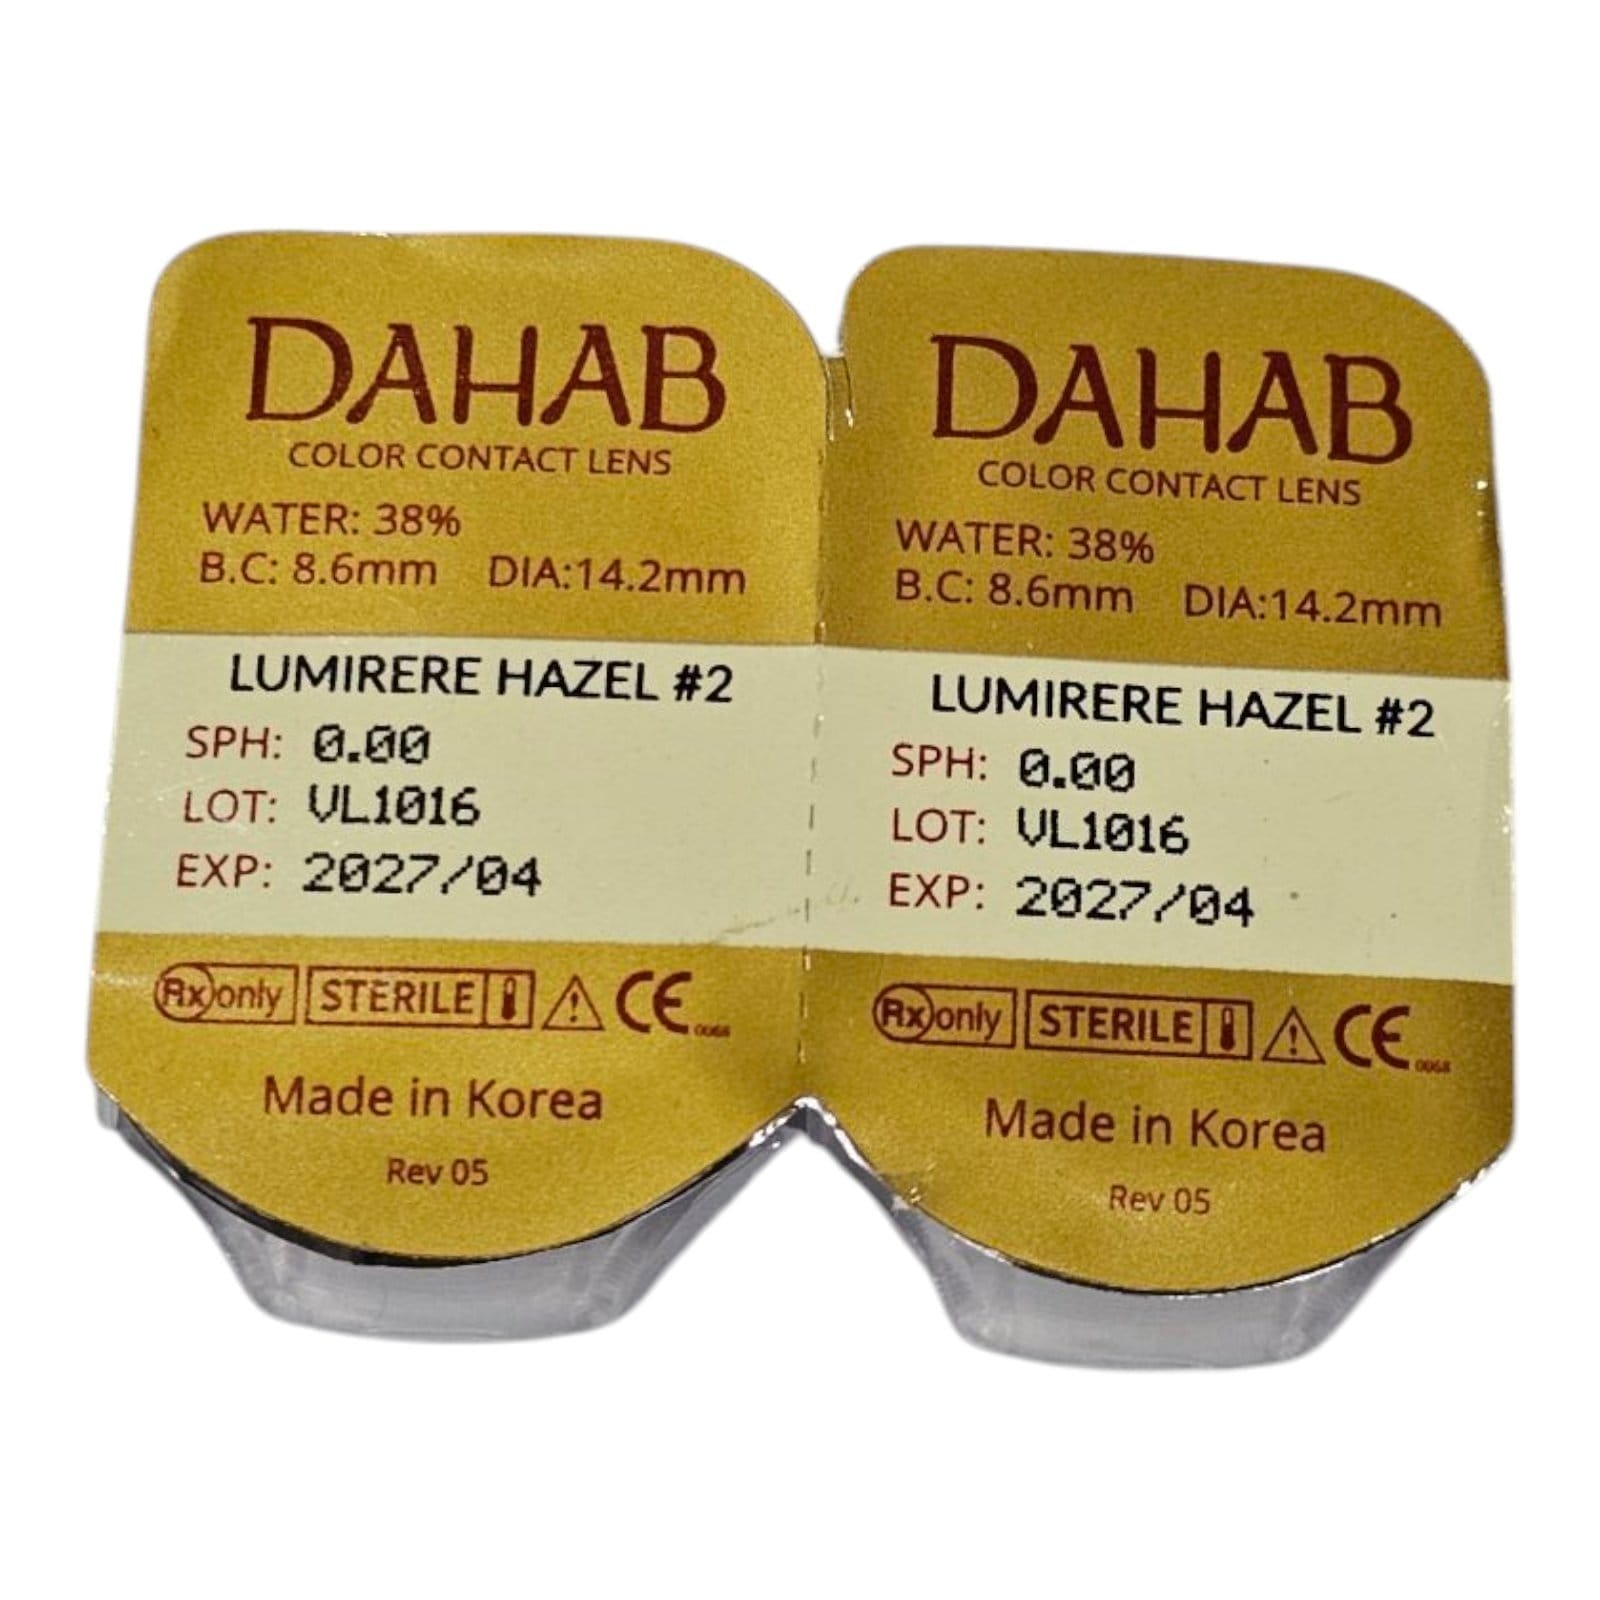 DAHAB
COLOR CONTACT LENS
WATER: 38%
B.C: 8.6mm DIA:14.2mm
LUMIRERE HAZEL #2
SPH: 0.00
LOT: VL1016
EXP: 2027/04
Rx only STERILE CE 0068
Made in Korea
Rev 05
DAHAB
COLOR CONTACT LENS
WATER: 38%
B.C: 8.6mm DIA:14.2mm
LUMIRERE HAZEL #2
SPH: 0.00
LOT: VL1016
EXP: 2027/04
Rx only STERILE CE 0068
Made in Korea
Rev 05